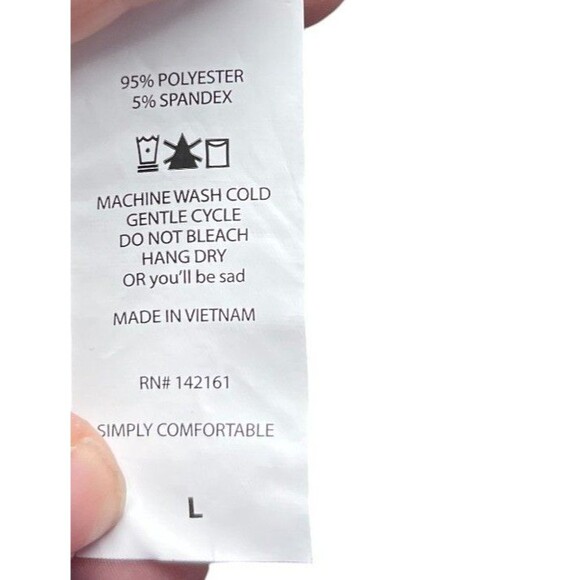 95% POLYESTER
5% SPANDEX
MACHINE WASH COLD
GENTLE CYCLE
DO NOT BLEACH
HANG DRY
OR you'll be sad
MADE IN VIETNAM
RN# 142161
SIMPLY COMFORTABLE
L